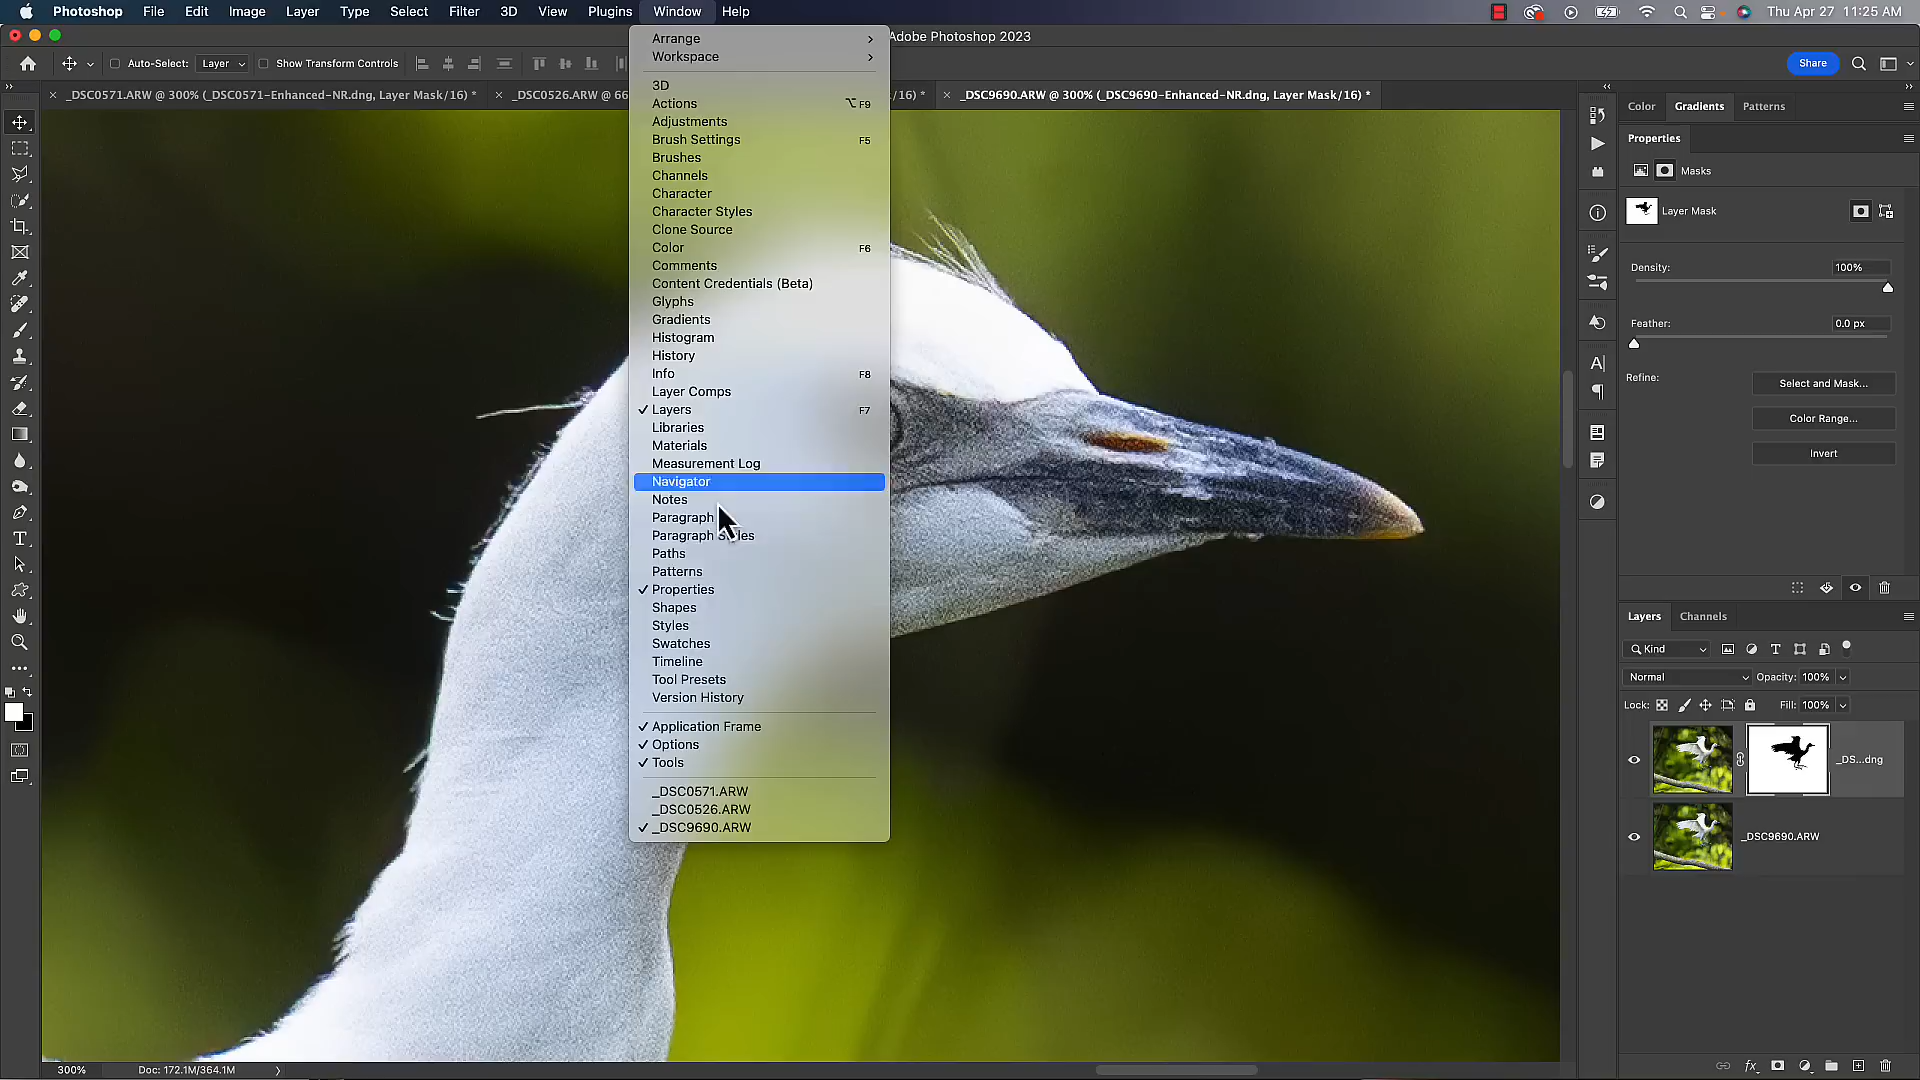 Photoshop File Edit Image Layer Type Select Filter 3D View Plugins Window Help Thu Apr 27 11:25 AM
Adobe Photoshop 2023
Auto-Select: Layer Show Transform Controls Share
_DSC0571.ARW @ 300% (_DSC0571-Enhanced-NR.dng, Layer Mask/16) *
_DSC0526.ARW @ 66 /16) *
_DSC9690.ARW @ 300% (_DSC9690-Enhanced-NR.dng, Layer Mask/16) *
Arrange
Workspace
3D
Actions ⌥F9
Adjustments
Brush Settings F5
Brushes
Channels
Character
Character Styles
Clone Source
Color F6
Comments
Content Credentials (Beta)
Glyphs
Gradients
Histogram
History
Info F8
Layer Comps
✓ Layers F7
Libraries
Materials
Measurement Log
Navigator
Notes
Paragraph
Paragraph Styles
Paths
Patterns
✓ Properties
Shapes
Styles
Swatches
Timeline
Tool Presets
Version History
✓ Application Frame
✓ Options
✓ Tools
_DSC0571.ARW
_DSC0526.ARW
✓ _DSC9690.ARW
Color Gradients Patterns
Properties
Masks
Layer Mask
Density: 100%
Feather: 0.0 px
Refine: Select and Mask...
Color Range...
Invert
Layers Channels
Kind
Normal Opacity: 100%
Lock: Fill: 100%
_DS...dng
_DSC9690.ARW
fx
300% Doc: 172.1M/364.1M